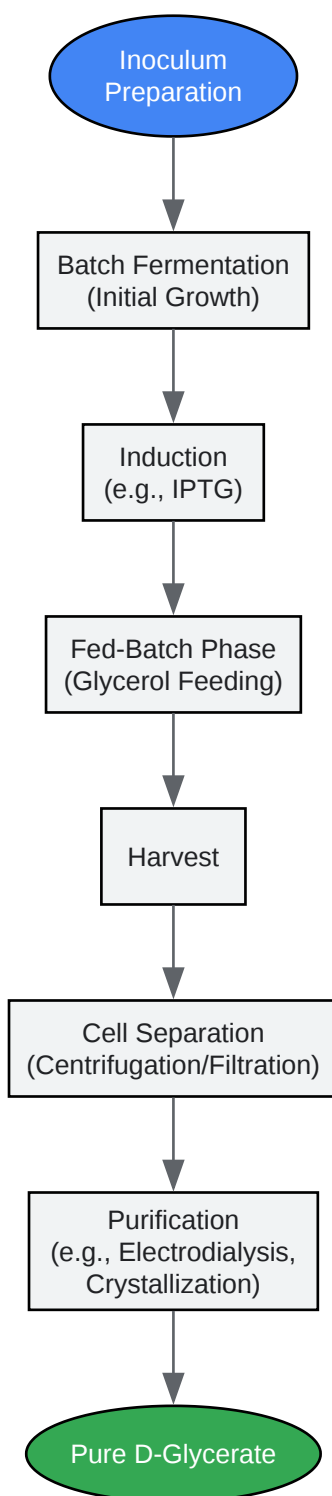 Inoculum
Preparation
Batch Fermentation
(Initial Growth)
Induction
(e.g., IPTG)
Fed-Batch Phase
(Glycerol Feeding)
Harvest
Cell Separation
(Centrifugation/Filtration)
Purification
(e.g., Electrodialysis,
Crystallization)
Pure D-Glycerate